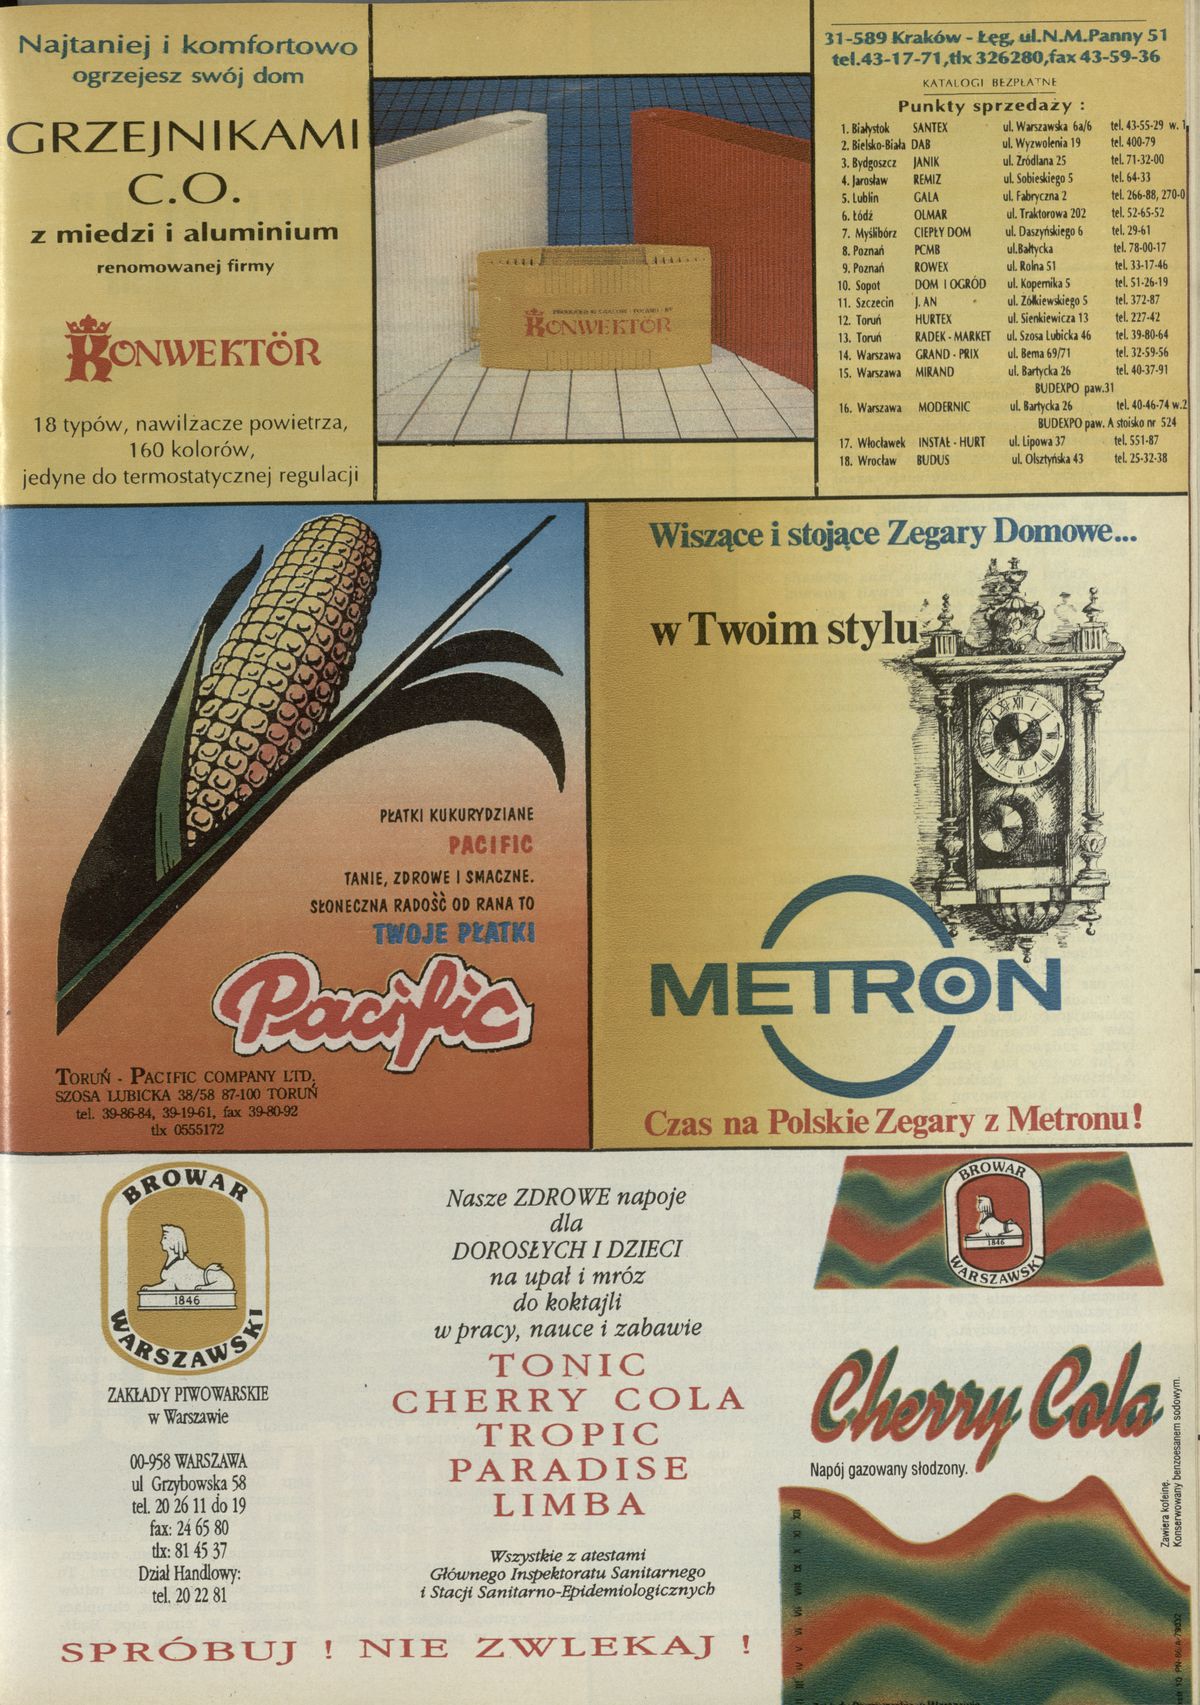 Najtaniej i komfortowo
ogrzejesz swój dom
GRZEJNIKAMI
C.O.
z miedzi i aluminium
renomowanej firmy
KONWEKTÖR
18 typów, nawilżacze powietrza,
160 kolorów,
jedyne do termostatycznej regulacji
KONWEKTÖR
31-589 Kraków - Łęg, ul.N.M.Panny 51
tel.43-17-71,tlx 326280,fax 43-59-36
KATALOGI BEZPŁATNE
Punkty sprzedaży :
1. Białystok SANTEX ul. Warszawska 6a/6 tel. 43-55-29 w. 1
2. Bielsko-Biała DAB ul. Wyzwolenia 19 tel. 400-79
3. Bydgoszcz JANIK ul. Źródlana 25 tel. 71-32-00
4. Jarosław REMIZ ul. Sobieskiego 5 tel. 64-33
5. Lublin GALA ul. Fabryczna 2 tel. 266-88, 270-0
6. Łódź OLMAR ul. Traktorowa 202 tel. 52-65-52
7. Myślibórz CIEPŁY DOM ul. Daszyńskiego 6 tel. 29-61
8. Poznań PCMB ul.Bałtycka tel. 78-00-17
9. Poznań ROWEX ul. Rolna 51 tel. 33-17-46
10. Sopot DOM I OGRÓD ul. Kopernika 5 tel. 51-26-19
11. Szczecin J. AN ul. Żółkiewskiego 5 tel. 372-87
12. Toruń HURTEX ul. Sienkiewicza 13 tel. 227-42
13. Toruń RADEK - MARKET ul. Szosa Lubicka 46 tel. 39-80-64
14. Warszawa GRAND - PRIX ul. Bema 69/71 tel. 32-59-56
15. Warszawa MIRAND ul. Bartycka 26 tel. 40-37-91
BUDEXPO paw.31
16. Warszawa MODERNIC ul. Bartycka 26 tel. 40-46-74 w.2
BUDEXPO paw. A stoisko nr 524
17. Włocławek INSTAŁ - HURT ul. Lipowa 37 tel. 551-87
18. Wrocław BUDUS ul. Olsztyńska 43 tel. 25-32-38
PŁATKI KUKURYDZIANE
PACIFIC
TANIE, ZDROWE I SMACZNE.
SŁONECZNA RADOŚĆ OD RANA TO
TWOJE PŁATKI
Pacific
TORUŃ - PACIFIC COMPANY LTD.
SZOSA LUBICKA 38/58 87-100 TORUŃ
tel. 39-86-84, 39-19-61, fax 39-80-92
tlx 0555172
Wiszące i stojące Zegary Domowe...
w Twoim stylu
METRON
Czas na Polskie Zegary z Metronu!
BROWAR
1846
WARSZAWSKI
ZAKŁADY PIWOWARSKIE
w Warszawie
00-958 WARSZAWA
ul Grzybowska 58
tel. 20 26 11 do 19
fax: 24 65 80
tlx: 81 45 37
Dział Handlowy:
tel. 20 22 81
Nasze ZDROWE napoje
dla
DOROSŁYCH I DZIECI
na upał i mróz
do koktajli
w pracy, nauce i zabawie
TONIC
CHERRY COLA
TROPIC
PARADISE
LIMBA
Wszystkie z atestami
Głównego Inspektoratu Sanitarnego
i Stacji Sanitarno-Epidemiologicznych
SPRÓBUJ ! NIE ZWLEKAJ !
BROWAR
1846
WARSZAWSKI
Cherry Cola
Napój gazowany słodzony.
Zawiera kofeinę.
Konserwowany benzoesanem sodowym.
III IV V VI VII VIII IX X XI XII